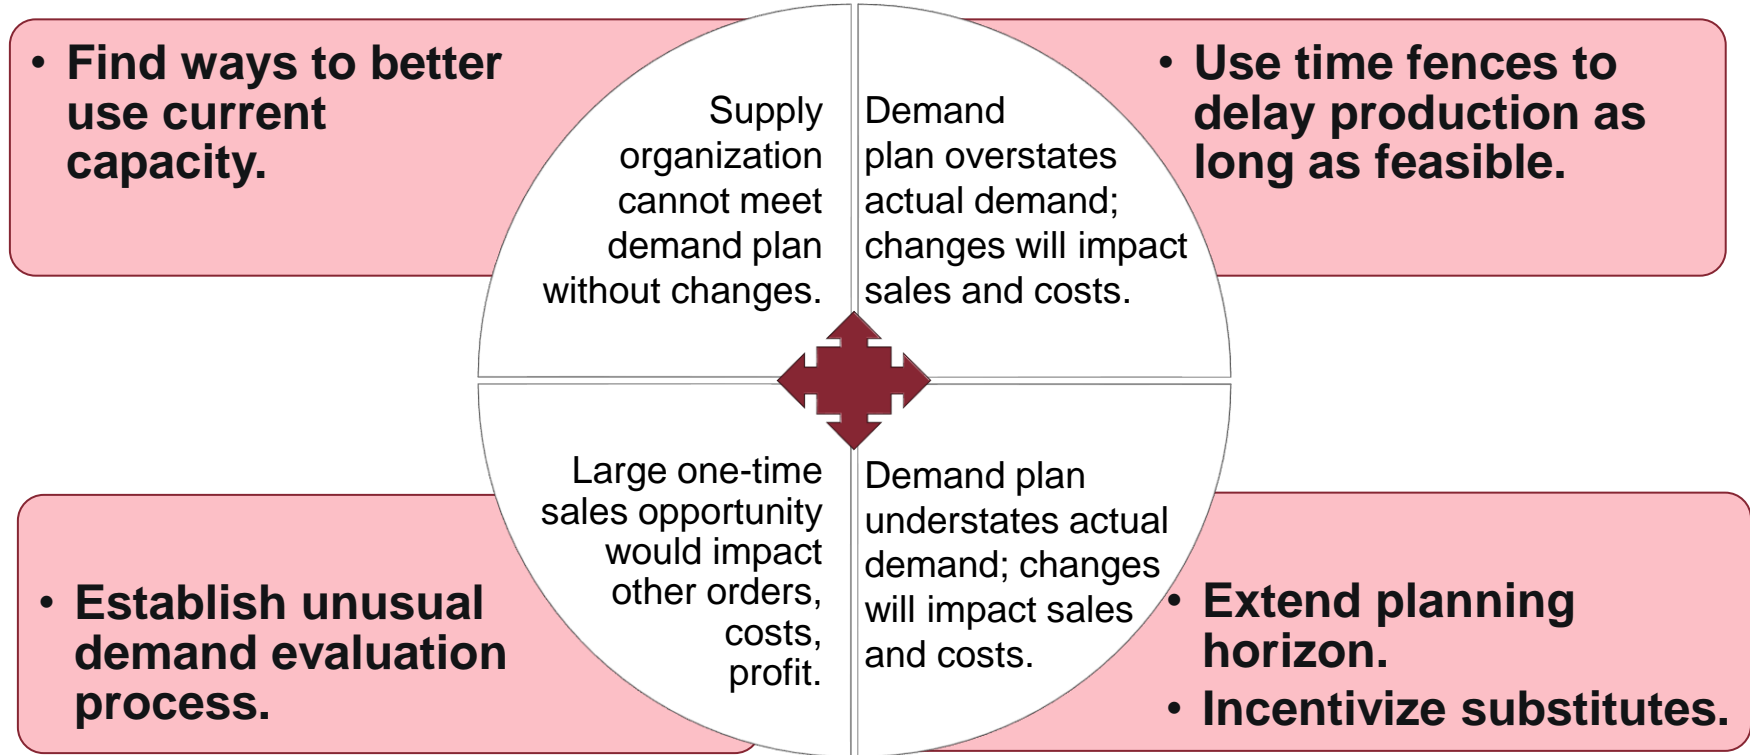 • Find ways to better
use current
capacity.
Supply
organization
cannot meet
demand plan
without changes.
Demand
plan overstates
actual demand;
changes will impact
sales and costs.
• Use time fences to
delay production as
long as feasible.
• Establish unusual
demand evaluation
process.
Large one-time
sales opportunity
would impact
other orders,
costs,
profit.
Demand plan
understates actual
demand; changes
will impact sales
and costs.
• Extend planning
horizon.
• Incentivize substitutes.